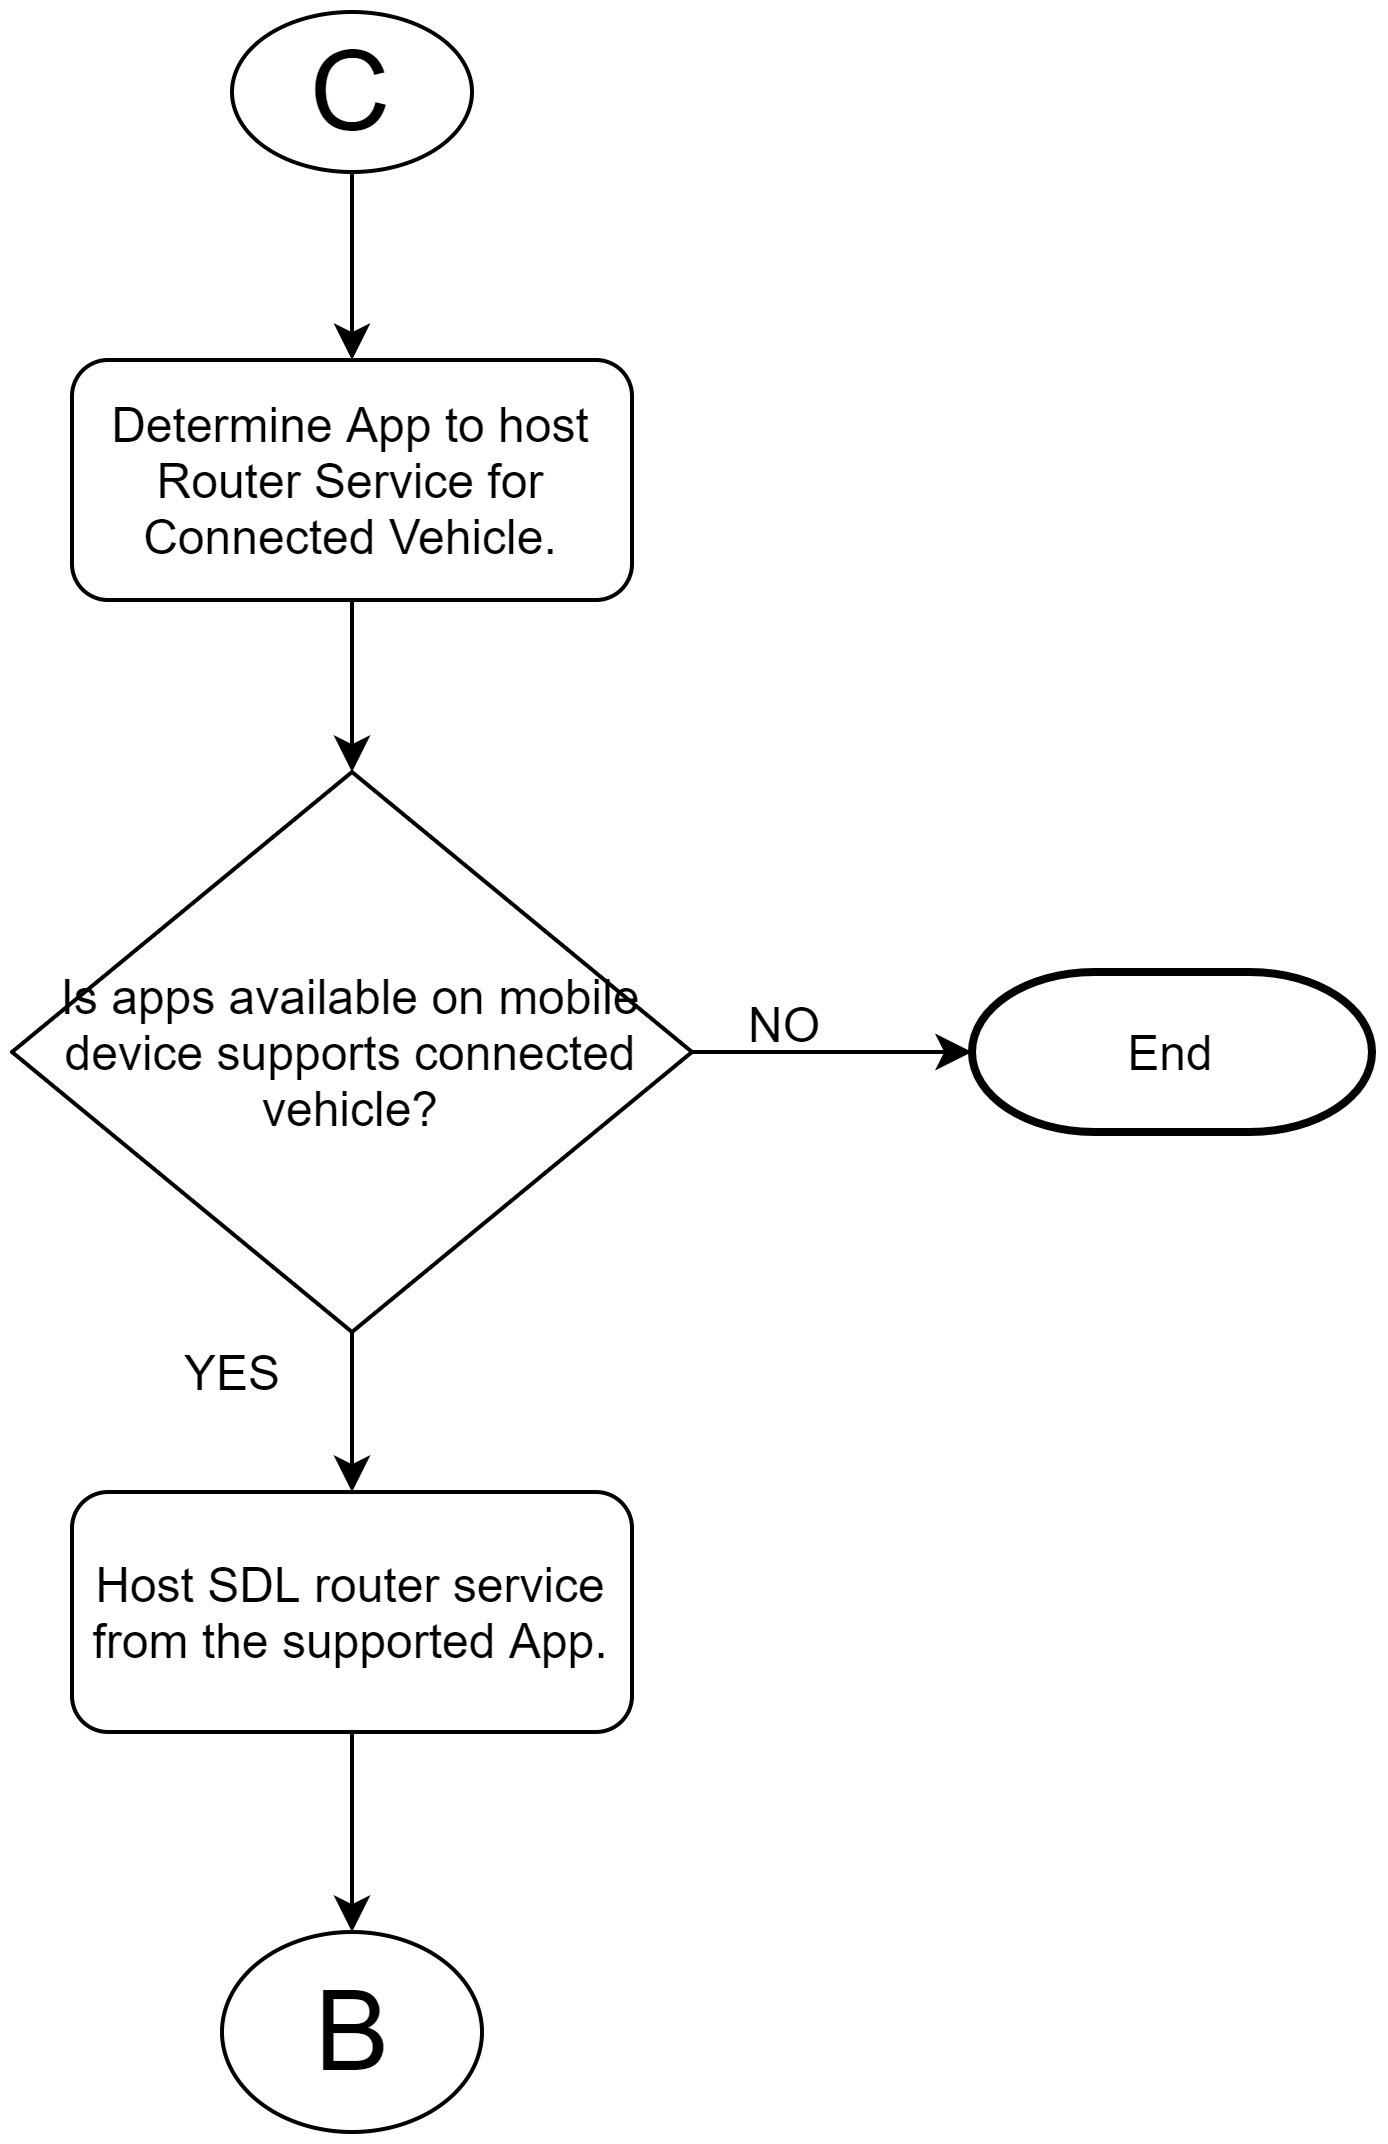 C
Determine App to host
Router Service for
Connected Vehicle.
Is apps available on mobile
device supports connected
vehicle?
NO
End
YES
Host SDL router service
from the supported App.
B